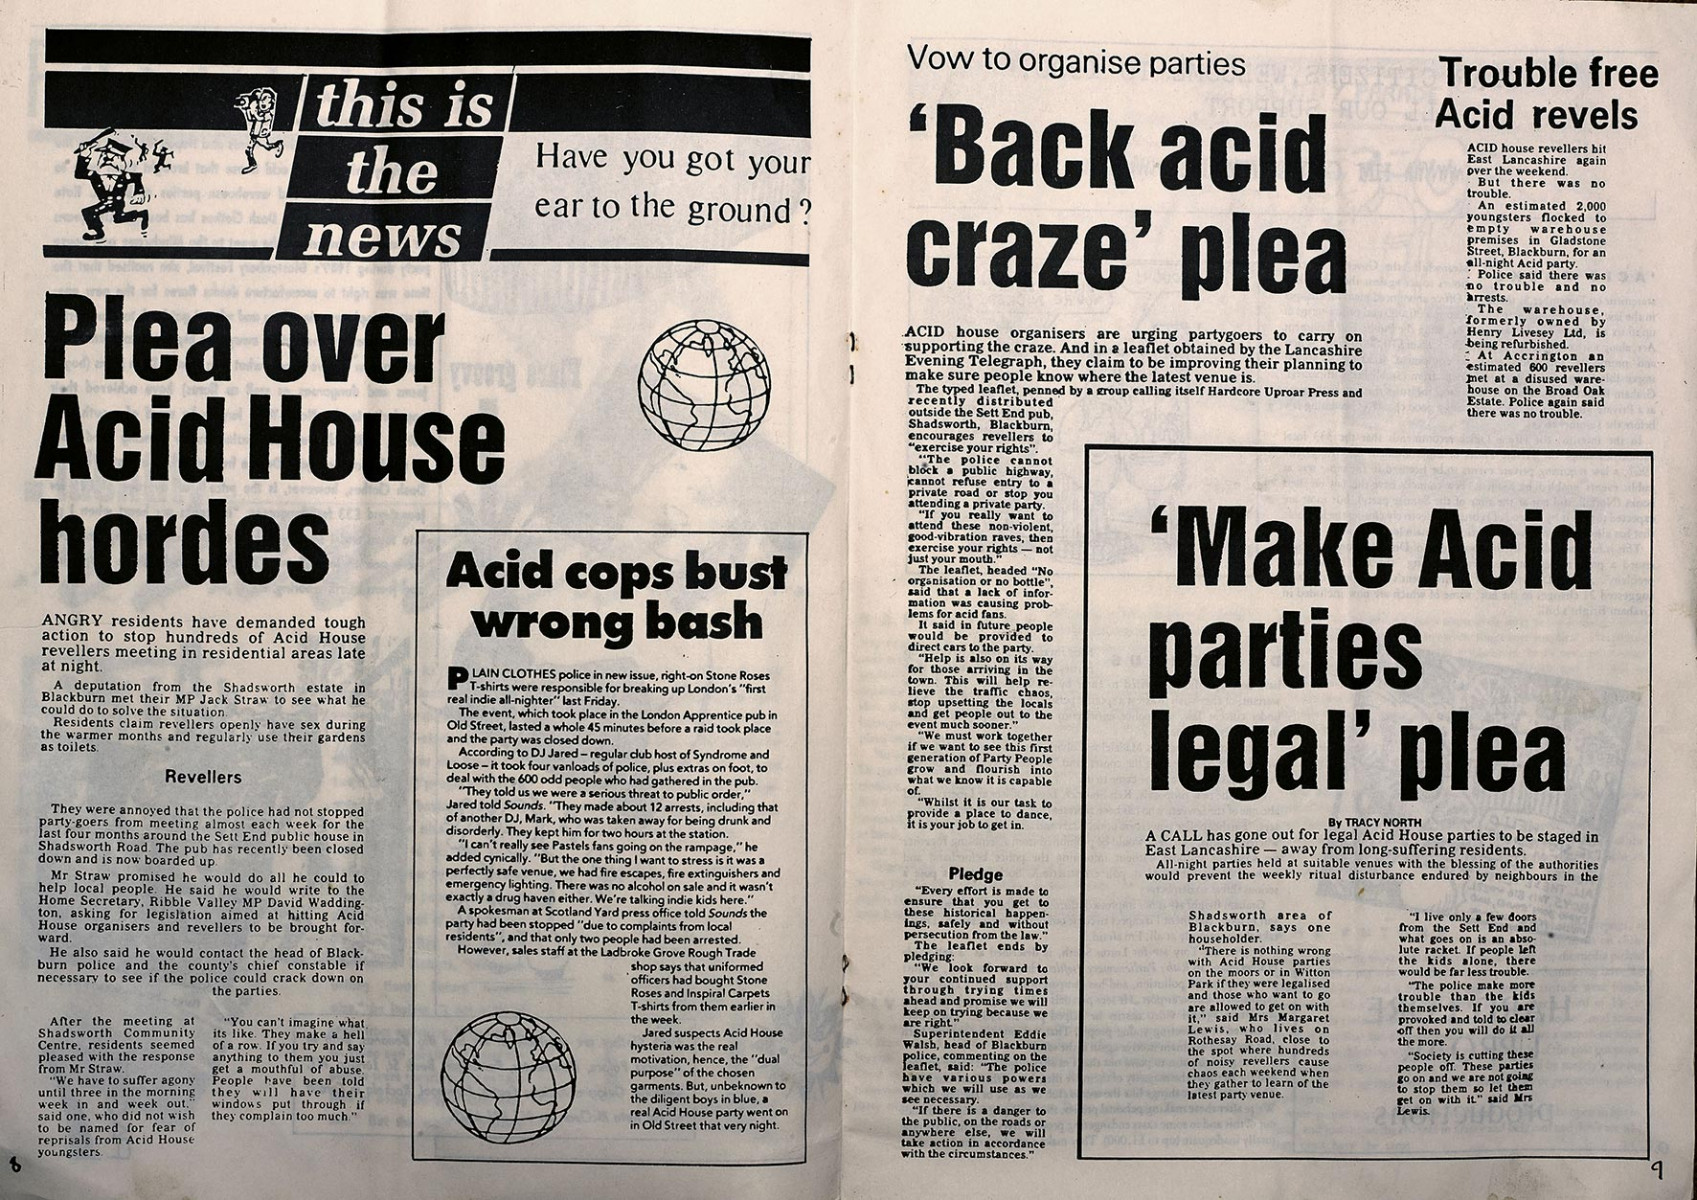 this is
the
news
Have you got your
ear to the ground?
Plea over
Acid House
hordes
ANGRY residents have demanded tough
action to stop hundreds of Acid House
revellers meeting in residential areas late
at night.
A deputation from the Shadsworth estate in
Blackburn met their MP Jack Straw to see what he
could do to solve the situation.
Residents claim revellers openly have sex during
the warmer months and regularly use their gardens
as toilets.
Revellers
They were annoyed that the police had not stopped
party-goers from meeting almost each week for the
last four months around the Sett End public house in
Shadsworth Road. The pub has recently been closed
down and is now boarded up.
Mr Straw promised he would do all he could to
help local people. He said he would write to the
Home Secretary, Ribble Valley MP David Wadding-
ton, asking for legislation aimed at hitting Acid
House organisers and revellers to be brought for-
ward.
He also said he would contact the head of Black-
burn police and the county's chief constable if
necessary to see if the police could crack down on
the parties.
After the meeting at
Shadsworth Community
Centre, residents seemed
pleased with the response
from Mr Straw.
"We have to suffer agony
until three in the morning
week in and week out,"
said one, who did not wish
to be named for fear of
reprisals from Acid House
youngsters.
"You can't imagine what
its like. They make a hell
of a row. If you try and say
anything to them you just
get a mouthful of abuse.
People have been told
they will have their
windows put through if
they complain too much."
8
Acid cops bust
wrong bash
PLAIN CLOTHES police in new issue, right-on Stone Roses
T-shirts were responsible for breaking up London's "first
real indie all-nighter" last Friday.
The event, which took place in the London Apprentice pub in
Old Street, lasted a whole 45 minutes before a raid took place
and the party was closed down.
According to DJ Jared – regular club host of Syndrome and
Loose – it took four vanloads of police, plus extras on foot, to
deal with the 600 odd people who had gathered in the pub.
"They told us we were a serious threat to public order,"
Jared told Sounds. "They made about 12 arrests, including that
of another DJ, Mark, who was taken away for being drunk and
disorderly. They kept him for two hours at the station.
"I can't really see Pastels fans going on the rampage," he
added cynically. "But the one thing I want to stress is it was a
perfectly safe venue, we had fire escapes, fire extinguishers and
emergency lighting. There was no alcohol on sale and it wasn't
exactly a drug haven either. We're talking indie kids here."
A spokesman at Scotland Yard press office told Sounds the
party had been stopped "due to complaints from local
residents", and that only two people had been arrested.
However, sales staff at the Ladbroke Grove Rough Trade
shop says that uniformed
officers had bought Stone
Roses and Inspiral Carpets
T-shirts from them earlier in
the week.
Jared suspects Acid House
hysteria was the real
motivation, hence, the "dual
purpose" of the chosen
garments. But, unbeknown to
the diligent boys in blue, a
real Acid House party went on
in Old Street that very night.
Vow to organise parties
'Back acid
craze' plea
ACID house organisers are urging partygoers to carry on
supporting the craze. And in a leaflet obtained by the Lancashire
Evening Telegraph, they claim to be improving their planning to
make sure people know where the latest venue is.
The typed leaflet, penned by a group calling itself Hardcore Uproar Press and
recently distributed
outside the Sett End pub,
Shadsworth, Blackburn,
encourages revellers to
"exercise your rights".
"The police cannot
block a public highway,
cannot refuse entry to a
private road or stop you
attending a private party.
"If you really want to
attend these non-violent,
good-vibration raves, then
exercise your rights — not
just your mouth."
The leaflet, headed "No
organisation or no bottle",
said that a lack of infor-
mation was causing prob-
lems for acid fans.
It said in future people
would be provided to
direct cars to the party.
"Help is also on its way
for those arriving in the
town. This will help re-
lieve the traffic chaos,
stop upsetting the locals
and get people out to the
event much sooner."
"We must work together
if we want to see this first
generation of Party People
grow and flourish into
what we know it is capable
of.
"Whilst it is our task to
provide a place to dance,
it is your job to get in.
Pledge
"Every effort is made to
ensure that you get to
these historical happen-
ings, safely and without
persecution from the law."
The leaflet ends by
pledging:
"We look forward to
your continued support
through trying times
ahead and promise we will
keep on trying because we
are right."
Superintendent Eddie
Walsh, head of Blackburn
police, commenting on the
leaflet, said: "The police
have various powers
which we will use as we
see necessary.
"If there is a danger to
the public, on the roads or
anywhere else, we will
take action in accordance
with the circumstances."
Trouble free
Acid revels
ACID house revellers hit
East Lancashire again
over the weekend.
But there was no
trouble.
An estimated 2,000
youngsters flocked to
empty warehouse
premises in Gladstone
Street, Blackburn, for an
all-night Acid party.
Police said there was
no trouble and no
arrests.
The warehouse,
formerly owned by
Henry Livesey Ltd, is
being refurbished.
At Accrington an
estimated 600 revellers
met at a disused ware-
house on the Broad Oak
Estate. Police again said
there was no trouble.
'Make Acid
parties
legal' plea
By TRACY NORTH
A CALL has gone out for legal Acid House parties to be staged in
East Lancashire — away from long-suffering residents.
All-night parties held at suitable venues with the blessing of the authorities
would prevent the weekly ritual disturbance endured by neighbours in the
Shadsworth area of
Blackburn, says one
householder.
"There is nothing wrong
with Acid House parties
on the moors or in Witton
Park if they were legalised
and those who want to go
are allowed to get on with
it," said Mrs Margaret
Lewis, who lives on
Rothesay Road, close to
the spot where hundreds
of noisy revellers cause
chaos each weekend when
they gather to learn of the
latest party venue.
"I live only a few doors
from the Sett End and
what goes on is an abso-
lute racket. If people left
the kids alone, there
would be far less trouble.
"The police make more
trouble than the kids
themselves. If you are
provoked and told to clear
off then you will do it all
the more.
"Society is cutting these
people off. These parties
go on and we are not going
to stop them so let them
get on with it." said Mrs
Lewis.
9